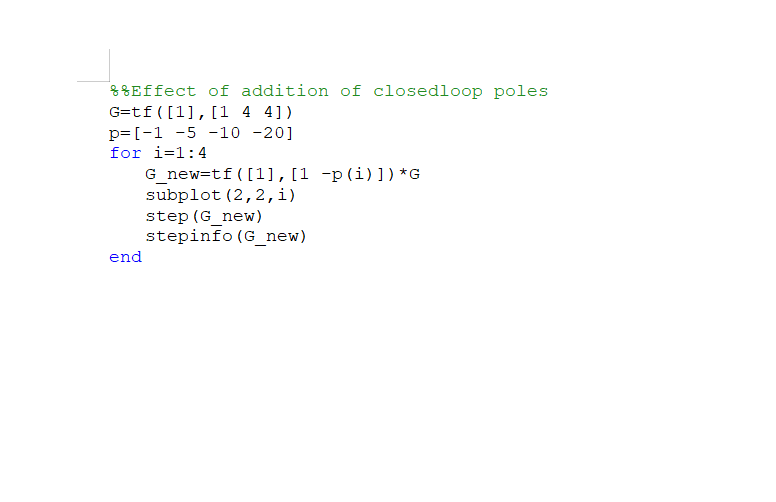 %%Effect of addition of closedloop poles
G=tf([1],[1 4 4])
p=[-1 -5 -10 -20]
for i=1:4
G_new=tf([1],[1 -p(i)])*G
subplot(2,2,i)
step(G_new)
stepinfo(G_new)
end